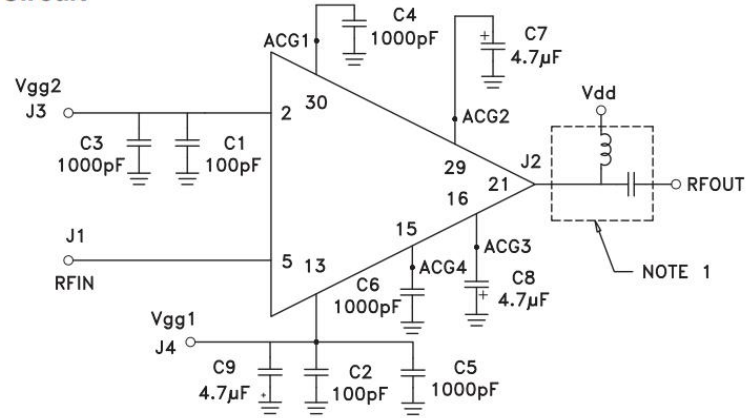 C4
1000pF
ACG1
30
C7
4.7μF
ACG2
29
Vgg2
J3
2
C3
1000pF
C1
100pF
Vdd
J2
21
RFOUT
NOTE 1
16
15
ACG3
C8
4.7μF
ACG4
C6
1000pF
J1
RFIN
5
13
Vgg1
J4
C9
4.7μF
C2
100pF
C5
1000pF